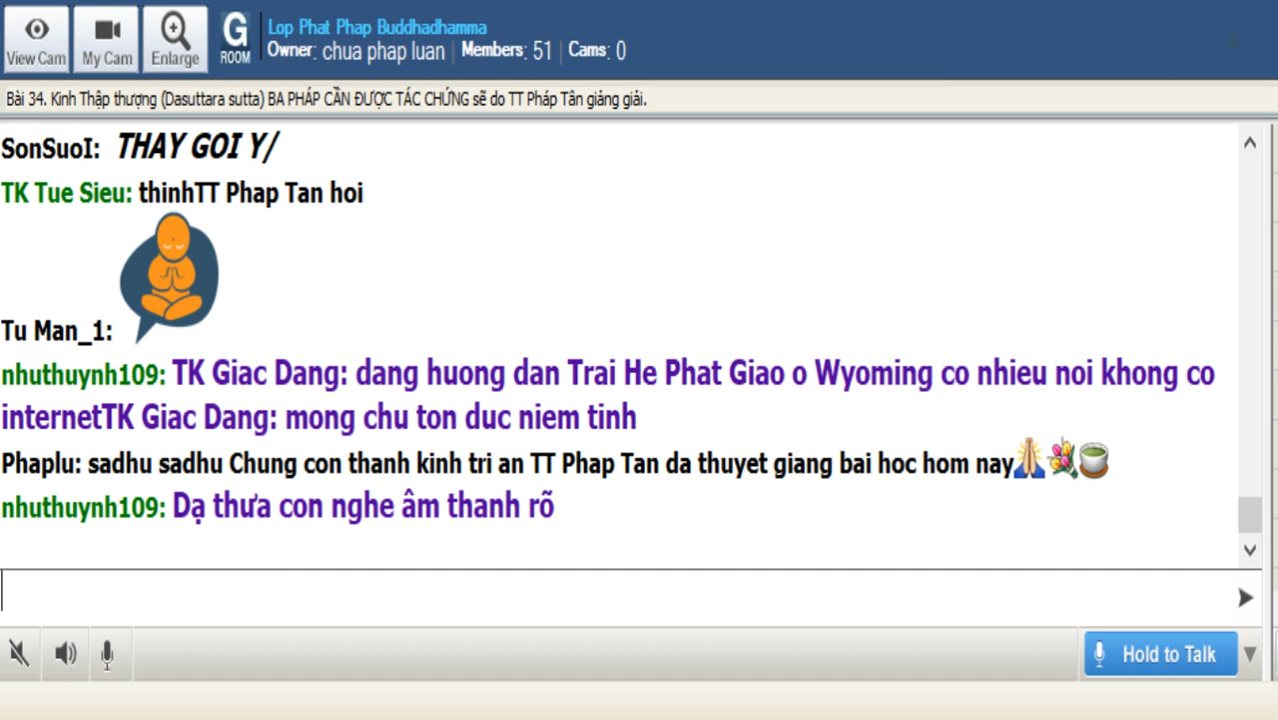 View Cam
My Cam
Enlarge
G
ROOM
Lop Phat Phap Buddhadhamma
Owner: chua phap luan | Members: 51 | Cams: 0
Bài 34. Kinh Thập thượng (Dasuttara sutta) BA PHÁP CẦN ĐƯỢC TÁC CHỨNG sẽ do TT Pháp Tân giảng giải.
SonSuoI: THAY GOI Y/
TK Tue Sieu: thinhTT Phap Tan hoi
Tu Man_1:
nhuthuynh109: TK Giac Dang: dang huong dan Trai He Phat Giao o Wyoming co nhieu noi khong co
internetTK Giac Dang: mong chu ton duc niem tinh
Phaplu: sadhu sadhu Chung con thanh kinh tri an TT Phap Tan da thuyet giang bai hoc hom nay
nhuthuynh109: Dạ thưa con nghe âm thanh rõ
Hold to Talk